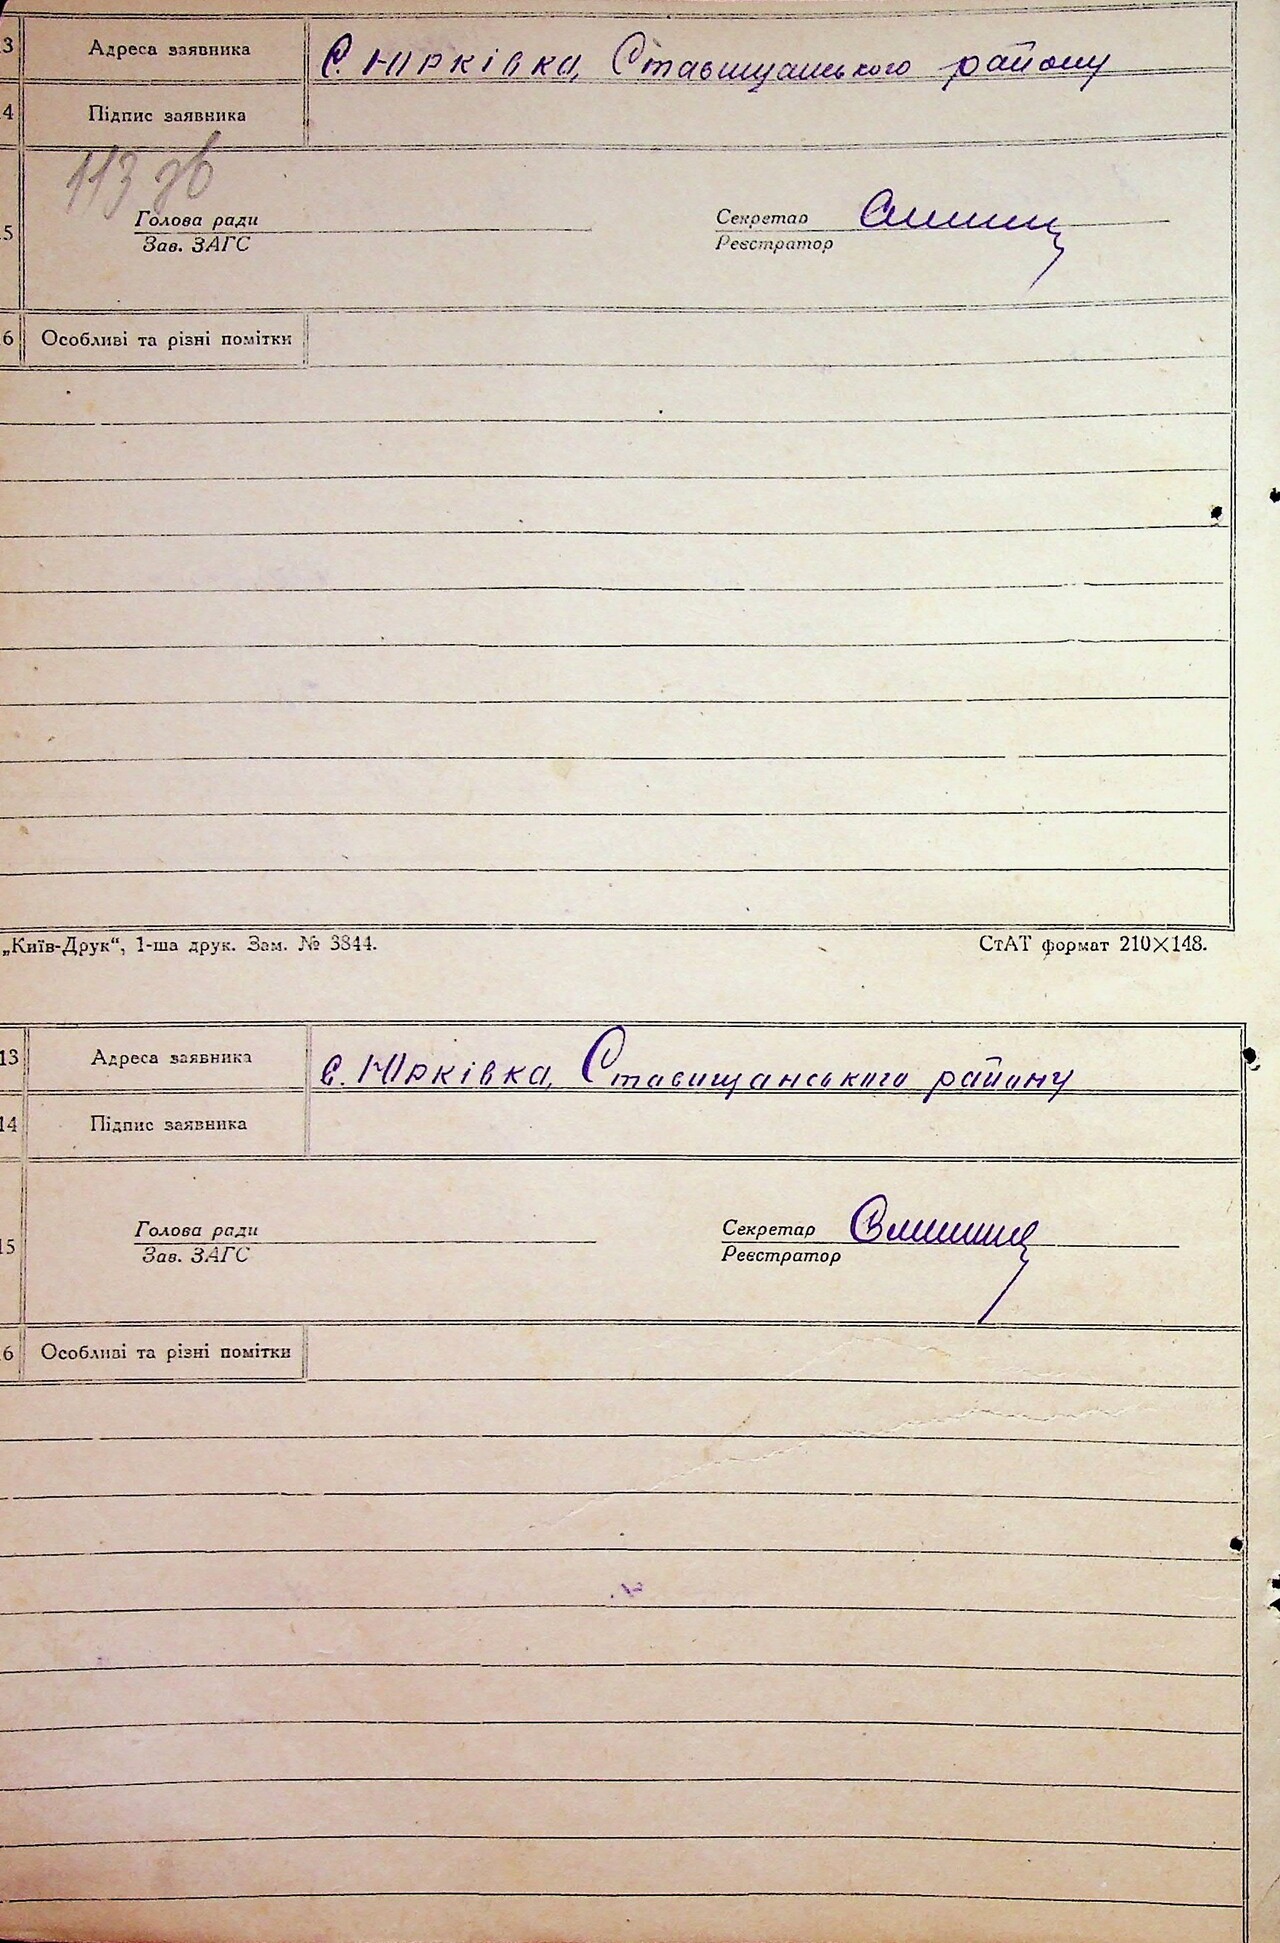 3 Адреса заявника С. Юрківка, Ставищанського району
4 Підпис заявника
113 зв
Голова ради Секретар
5
Зав. ЗАГС Реєстратор
6 Особливі та різні помітки
„Київ-Друк“, 1-ша друк. Зам. № 3844. СтАТ формат 210×148.
13 Адреса заявника с. Юрківка, Ставищанського району
14 Підпис заявника
Голова ради Секретар
15
Зав. ЗАГС Реєстратор
6 Особливі та різні помітки